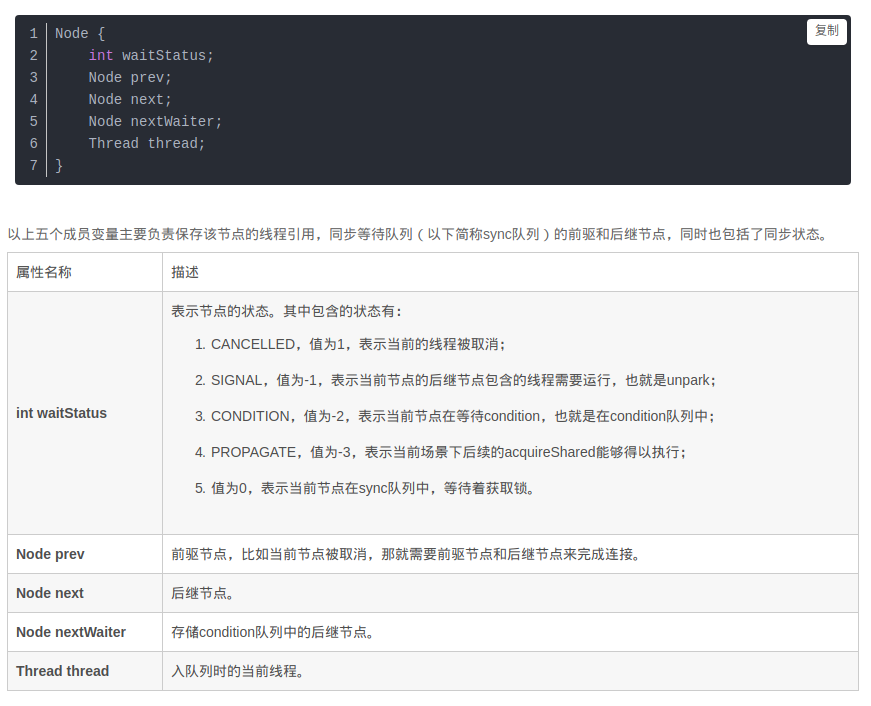 复制
1 Node {
2     int waitStatus;
3     Node prev;
4     Node next;
5     Node nextWaiter;
6     Thread thread;
7 }
以上五个成员变量主要负责保存该节点的线程引用，同步等待队列（以下简称sync队列）的前驱和后继节点，同时也包括了同步状态。
属性名称 描述
int waitStatus
表示节点的状态。其中包含的状态有：
1. CANCELLED，值为1，表示当前的线程被取消；
2. SIGNAL，值为-1，表示当前节点的后继节点包含的线程需要运行，也就是unpark；
3. CONDITION，值为-2，表示当前节点在等待condition，也就是在condition队列中；
4. PROPAGATE，值为-3，表示当前场景下后续的acquireShared能够得以执行；
5. 值为0，表示当前节点在sync队列中，等待着获取锁。
Node prev 前驱节点，比如当前节点被取消，那就需要前驱节点和后继节点来完成连接。
Node next 后继节点。
Node nextWaiter 存储condition队列中的后继节点。
Thread thread 入队列时的当前线程。